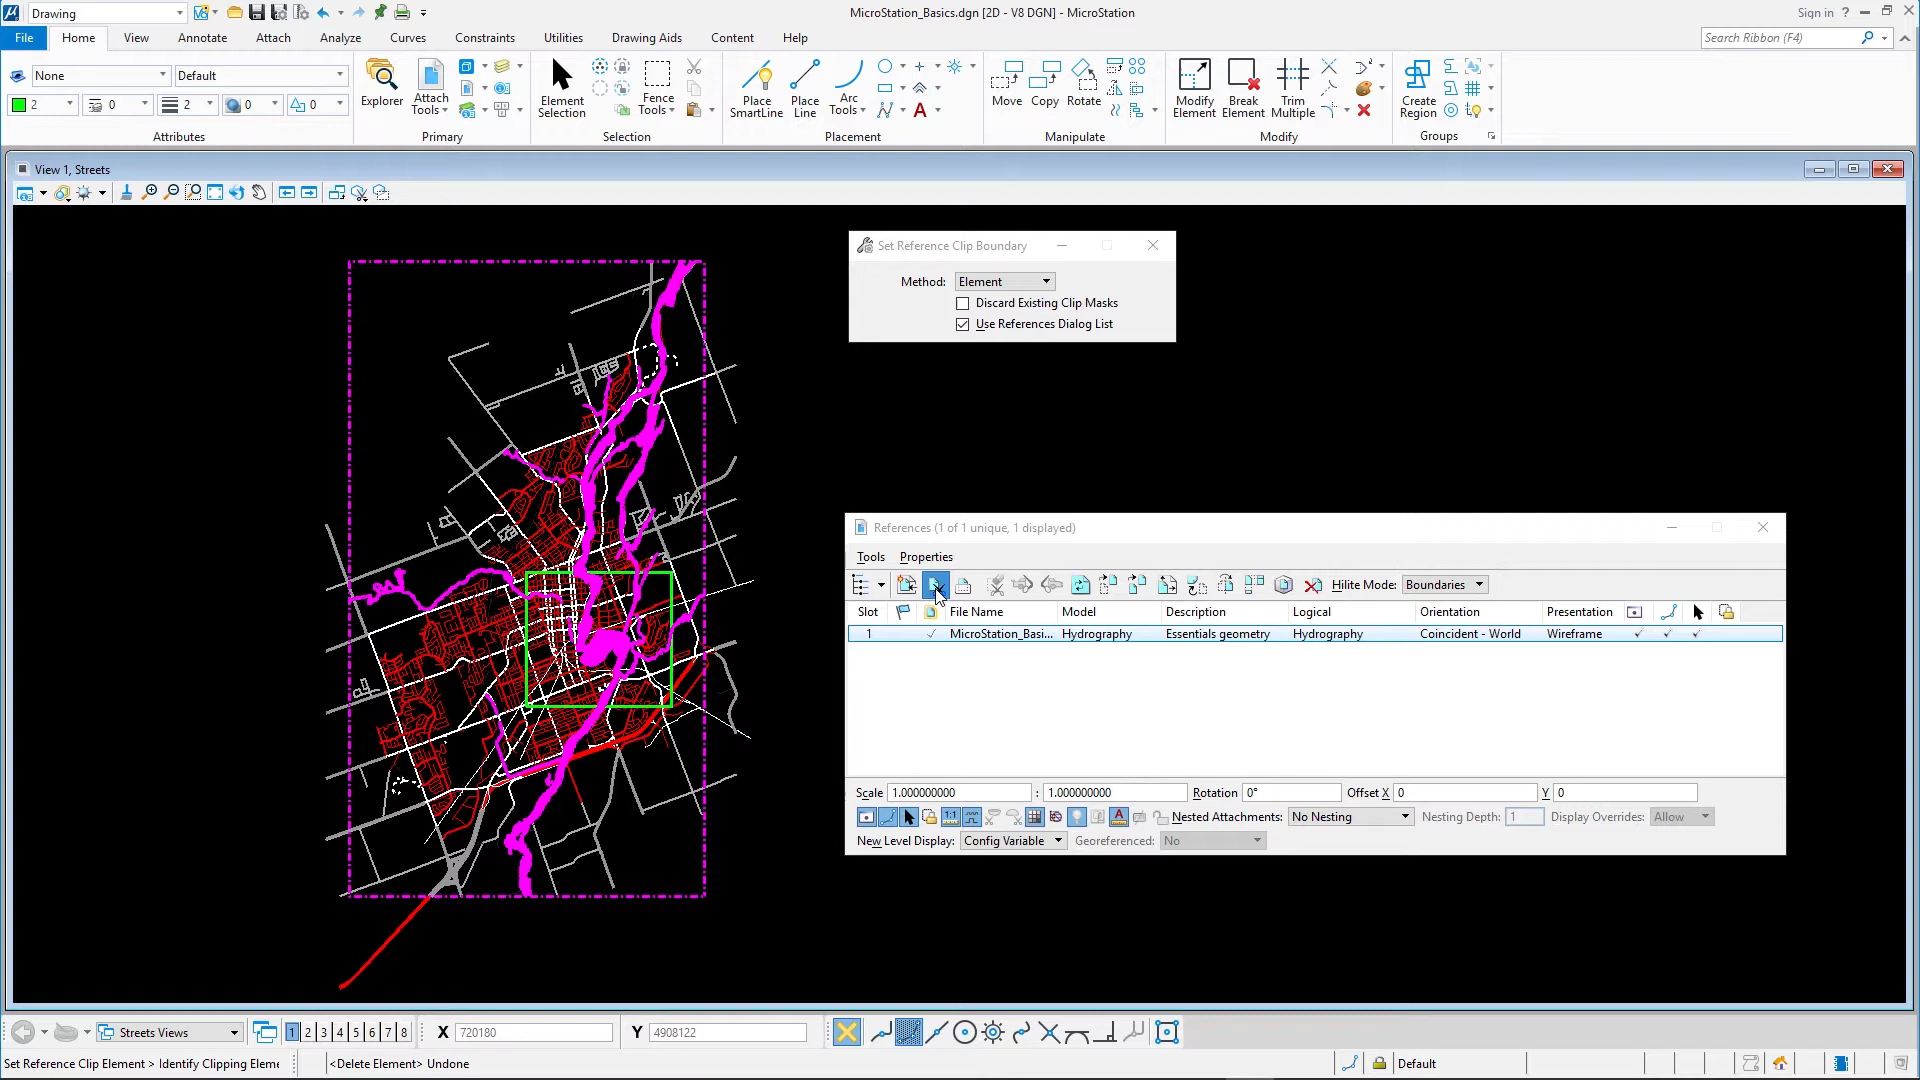 Drawing
MicroStation_Basics.dgn [2D - V8 DGN] - MicroStation
Sign in ?
File Home View Annotate Attach Analyze Curves Constraints Utilities Drawing Aids Content Help
Search Ribbon (F4)
None Default
2 0 2 0 0
Attributes
Explorer
Attach Tools
Primary
Element Selection
Fence Tools
Selection
Place SmartLine
Place Line
Arc Tools
Placement
Move Copy Rotate
Manipulate
Modify Element
Break Element
Trim Multiple
Modify
Create Region
Groups
View 1, Streets
Set Reference Clip Boundary
Method: Element
Discard Existing Clip Masks
Use References Dialog List
References (1 of 1 unique, 1 displayed)
Tools Properties
Hilite Mode: Boundaries
Slot File Name Model Description Logical Orientation Presentation
1 MicroStation_Basi... Hydrography Essentials geometry Hydrography Coincident - World Wireframe
Scale 1.000000000 : 1.000000000 Rotation 0° Offset X 0 Y 0
1:1 Nested Attachments: No Nesting Nesting Depth: 1 Display Overrides: Allow
New Level Display: Config Variable Georeferenced: No
Streets Views 1 2 3 4 5 6 7 8 X 720180 Y 4908122
Set Reference Clip Element > Identify Clipping Eleme <Delete Element> Undone Default